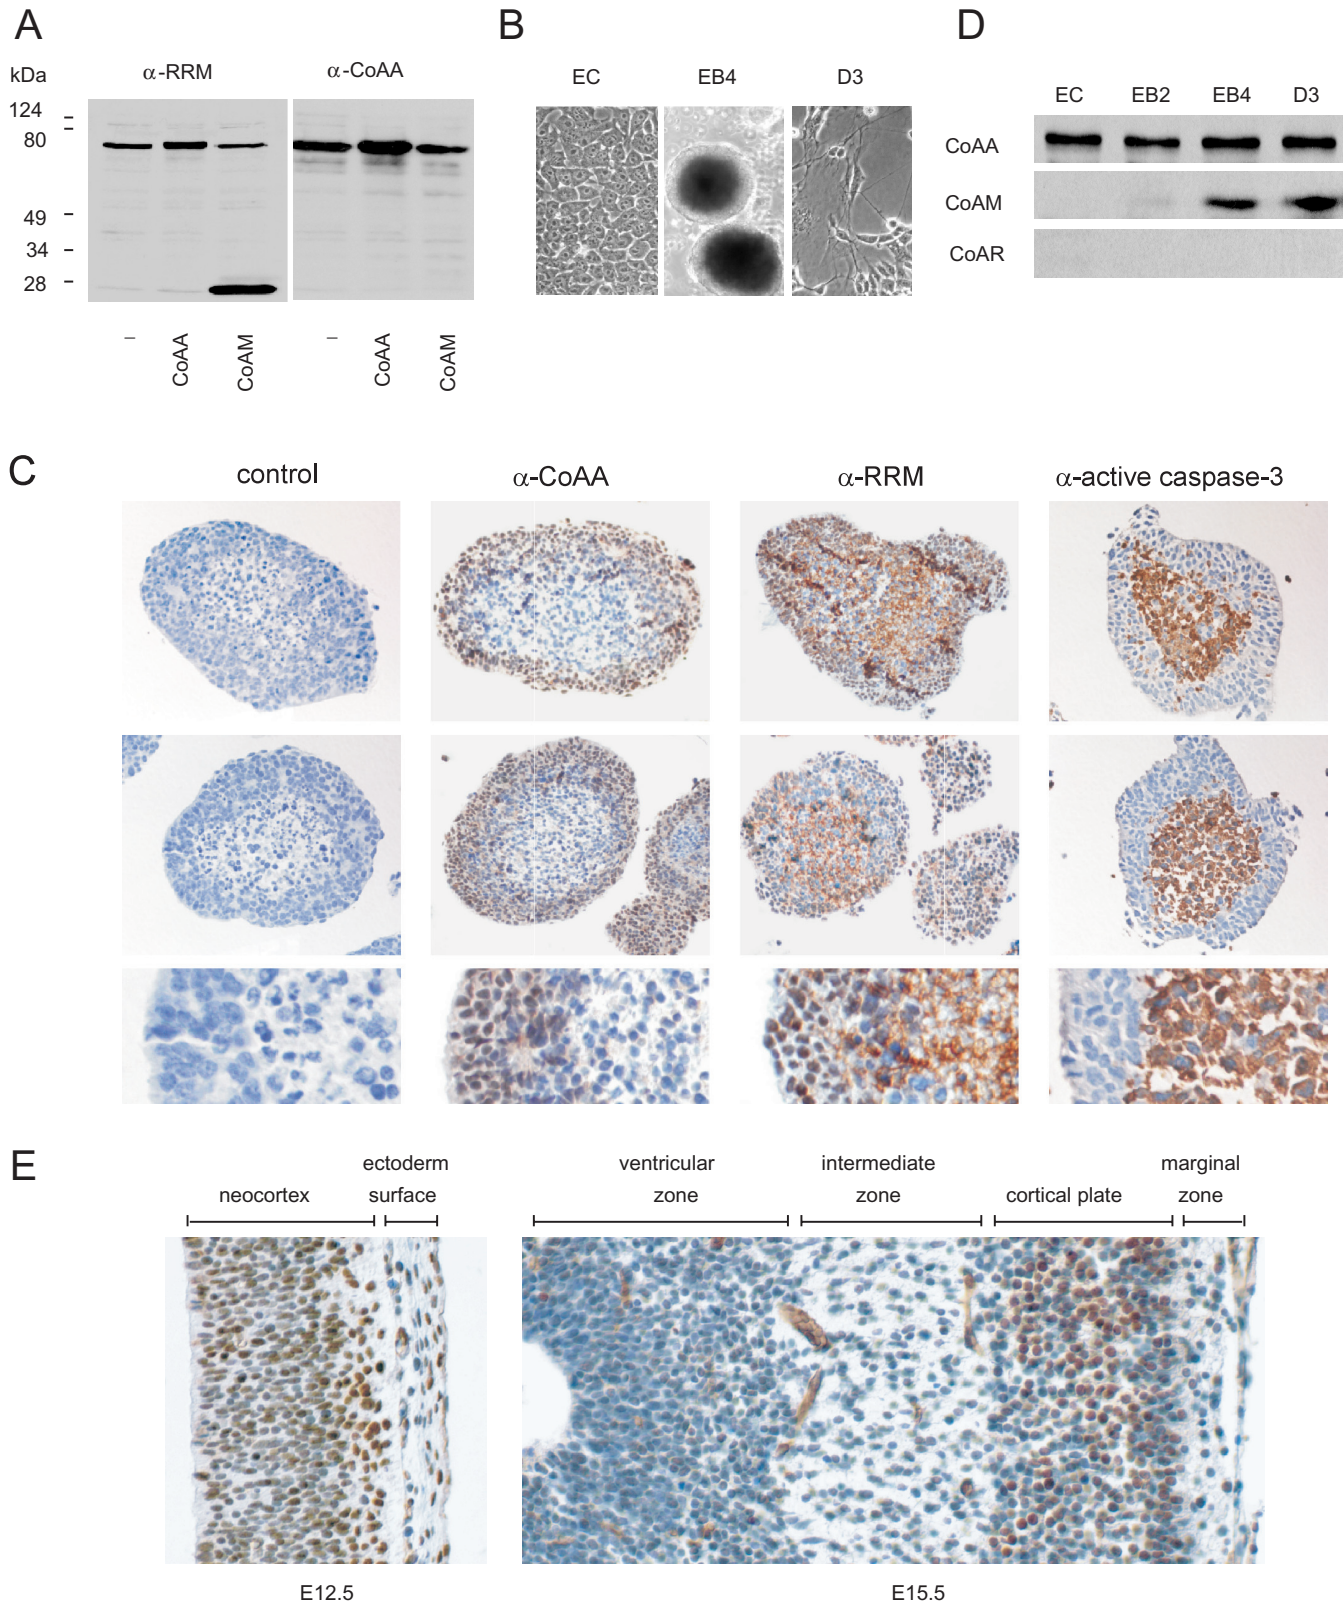 A
kDa
α-RRM
α-CoAA
124
80
49
34
28
–
CoAA
CoAM
–
CoAA
CoAM
B
EC
EB4
D3
D
EC
EB2
EB4
D3
CoAA
CoAM
CoAR
C
control
α-CoAA
α-RRM
α-active caspase-3
E
neocortex
ectoderm
surface
ventricular
zone
intermediate
zone
cortical plate
marginal
zone
E12.5
E15.5